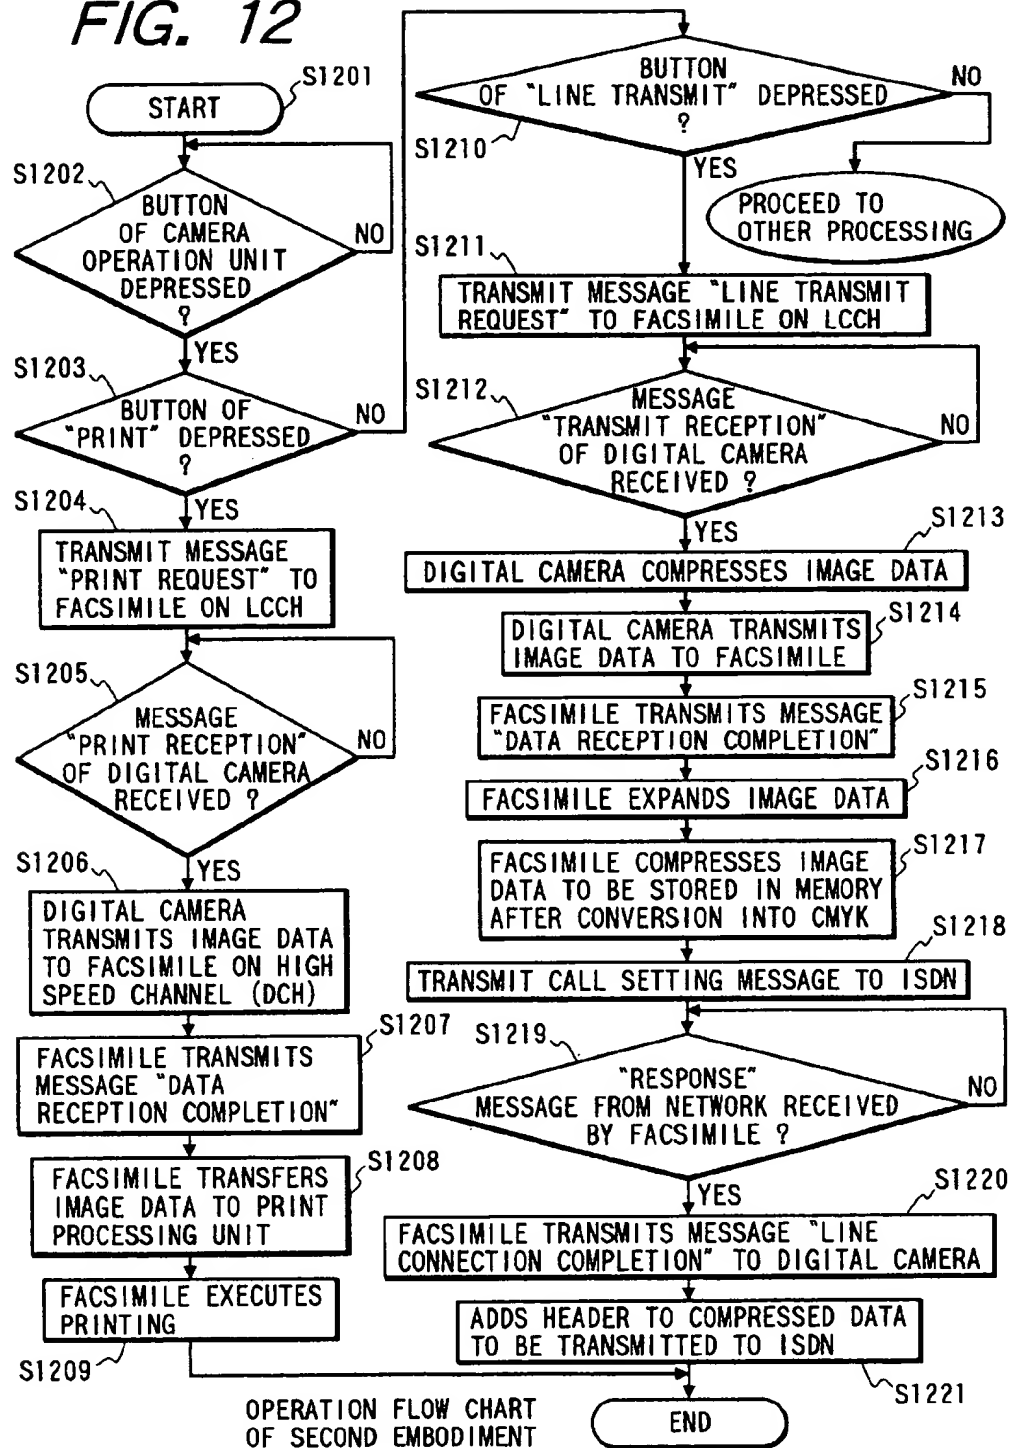 FIG. 12
S1201
START
S1202
BUTTON
OF CAMERA
OPERATION UNIT
DEPRESSED
?
NO
YES
S1203
BUTTON OF
"PRINT" DEPRESSED
?
NO
YES
S1204
TRANSMIT MESSAGE
"PRINT REQUEST" TO
FACSIMILE ON LCCH
S1205
MESSAGE
"PRINT RECEPTION"
OF DIGITAL CAMERA
RECEIVED ?
NO
YES
S1206
DIGITAL CAMERA
TRANSMITS IMAGE DATA
TO FACSIMILE ON HIGH
SPEED CHANNEL (DCH)
S1207
FACSIMILE TRANSMITS
MESSAGE "DATA
RECEPTION COMPLETION"
S1208
FACSIMILE TRANSFERS
IMAGE DATA TO PRINT
PROCESSING UNIT
FACSIMILE EXECUTES
PRINTING
S1209
BUTTON
OF "LINE TRANSMIT" DEPRESSED
?
NO
S1210
YES
PROCEED TO
OTHER PROCESSING
S1211
TRANSMIT MESSAGE "LINE TRANSMIT
REQUEST" TO FACSIMILE ON LCCH
S1212
MESSAGE
"TRANSMIT RECEPTION"
OF DIGITAL CAMERA
RECEIVED ?
NO
YES
S1213
DIGITAL CAMERA COMPRESSES IMAGE DATA
S1214
DIGITAL CAMERA TRANSMITS
IMAGE DATA TO FACSIMILE
S1215
FACSIMILE TRANSMITS MESSAGE
"DATA RECEPTION COMPLETION"
S1216
FACSIMILE EXPANDS IMAGE DATA
S1217
FACSIMILE COMPRESSES IMAGE
DATA TO BE STORED IN MEMORY
AFTER CONVERSION INTO CMYK
S1218
TRANSMIT CALL SETTING MESSAGE TO ISDN
S1219
"RESPONSE"
MESSAGE FROM NETWORK RECEIVED
BY FACSIMILE ?
NO
YES
S1220
FACSIMILE TRANSMITS MESSAGE "LINE
CONNECTION COMPLETION" TO DIGITAL CAMERA
ADDS HEADER TO COMPRESSED DATA
TO BE TRANSMITTED TO ISDN
S1221
END
OPERATION FLOW CHART
OF SECOND EMBODIMENT